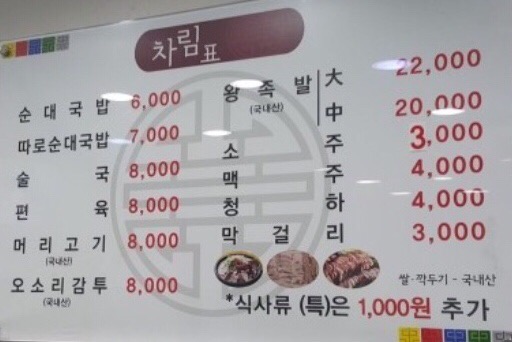 차림표
순대국밥 6,000
따로순대국밥 7,000
술국 8,000
편육 8,000
머리고기 8,000
(국내산)
오소리감투 8,000
(국내산)
왕족발 大 22,000
(국내산) 中 20,000
소주 3,000
맥주 4,000
청하 4,000
막걸리 3,000
쌀·깍두기 - 국내산
*식사류 (특)은 1,000원 추가